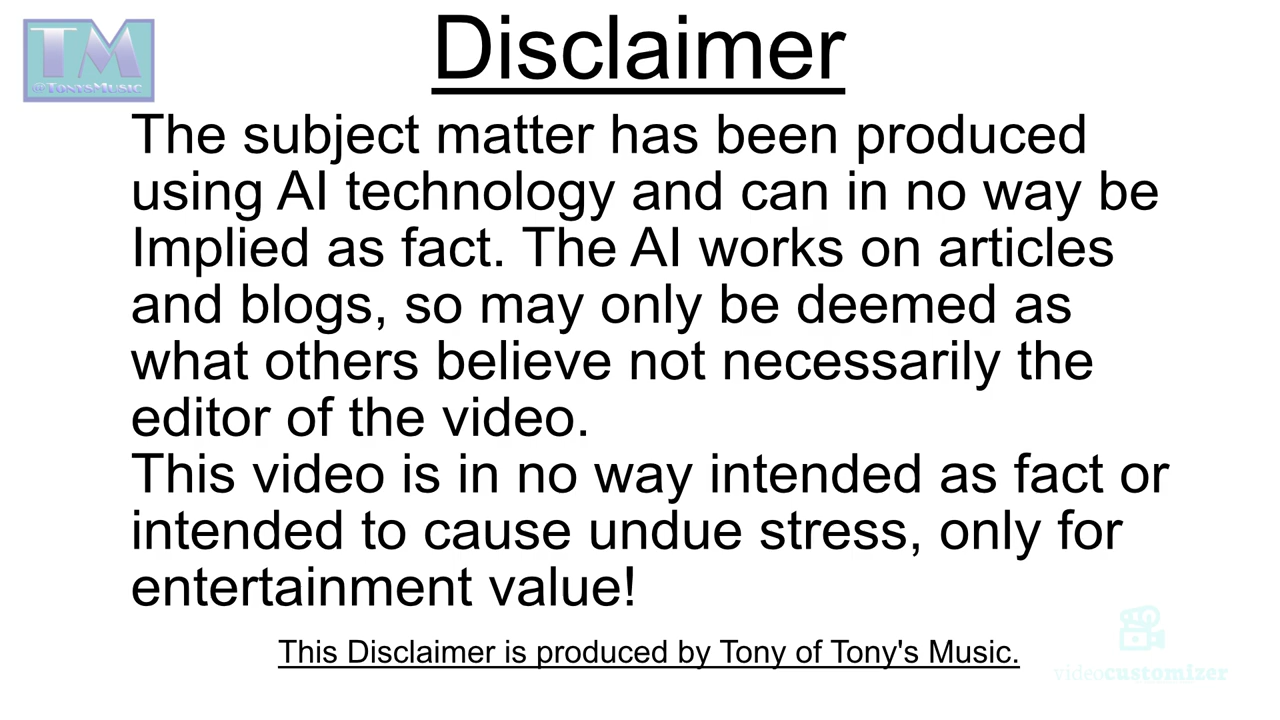 Disclaimer
TM
@TonysMusic
The subject matter has been produced
using AI technology and can in no way be
Implied as fact. The AI works on articles
and blogs, so may only be deemed as
what others believe not necessarily the
editor of the video.
This video is in no way intended as fact or
intended to cause undue stress, only for
entertainment value!
This Disclaimer is produced by Tony of Tony's Music.
videocustomizer